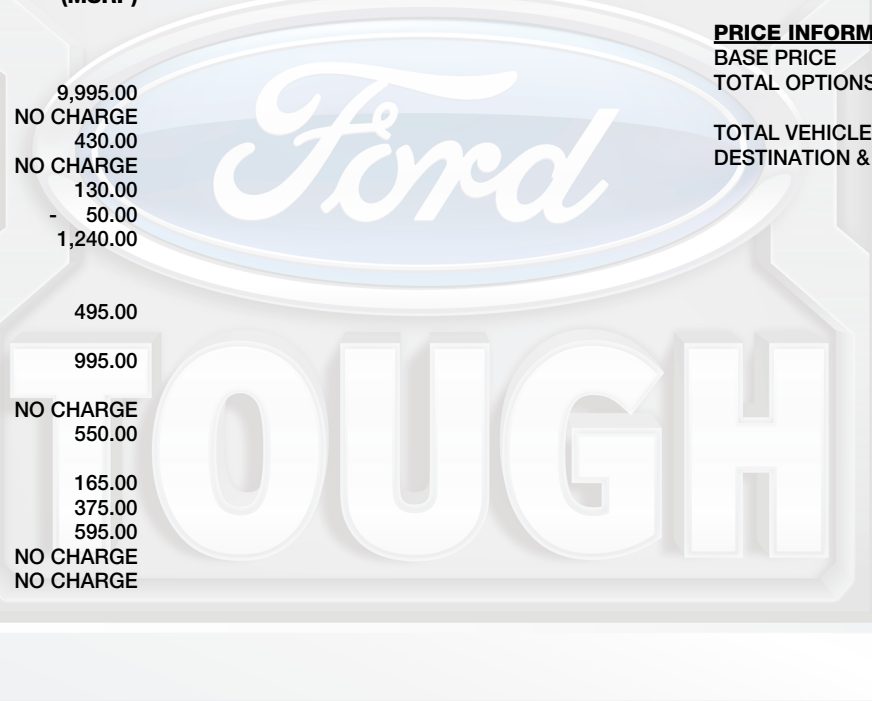 (MSRP)
9,995.00
NO CHARGE
430.00
NO CHARGE
130.00
- 50.00
1,240.00
495.00
995.00
NO CHARGE
550.00
165.00
375.00
595.00
NO CHARGE
NO CHARGE
PRICE INFORM
BASE PRICE
TOTAL OPTIONS
TOTAL VEHICLE
DESTINATION &
Ford
TOUGH